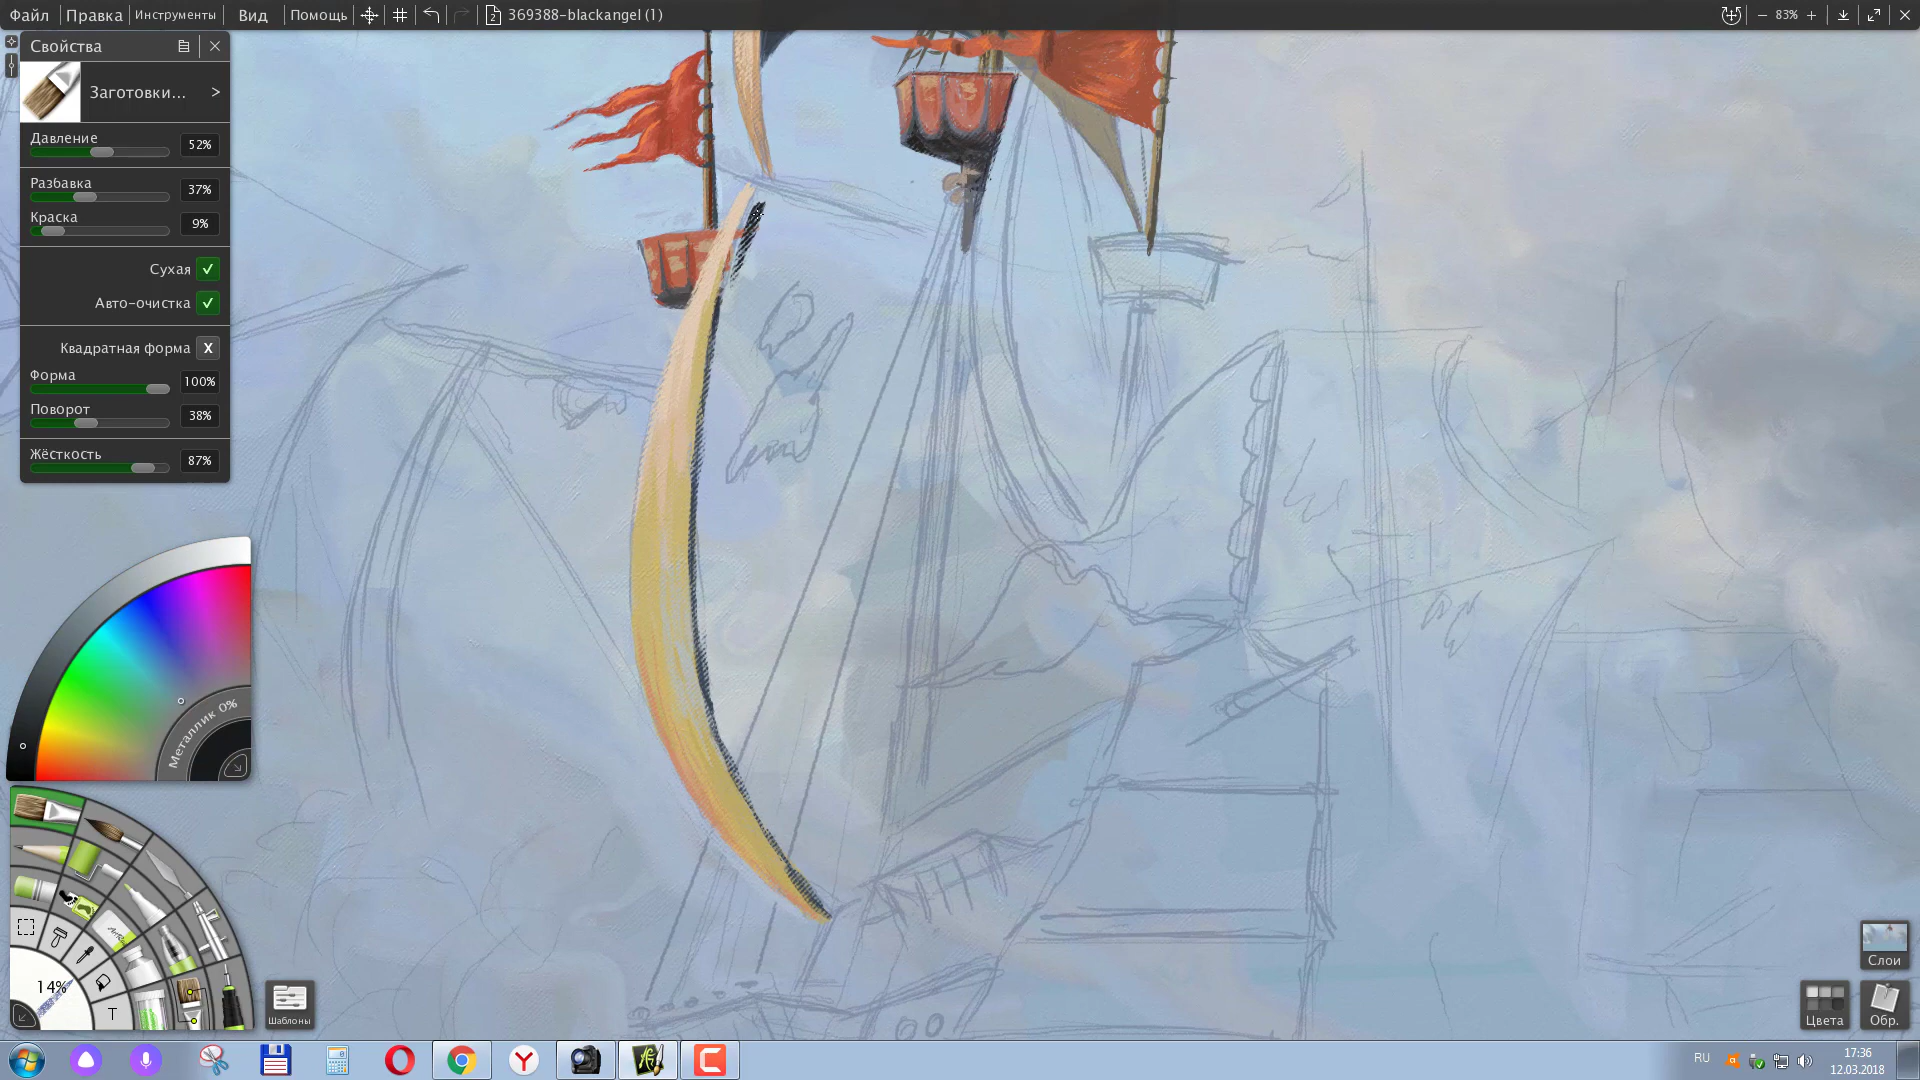 Файл Правка Инструменты Вид Помощь 2 369388-blackangel (1) 83%
Свойства
Заготовки... >
Давление 52%
Разбавка 37%
Краска 9%
Сухая
Авто-очистка
Квадратная форма X
Форма 100%
Поворот 38%
Жёсткость 87%
Металлик 0%
14%
T
Шаблоны
Слои
Цвета
Обр.
RU
17:36
12.03.2018